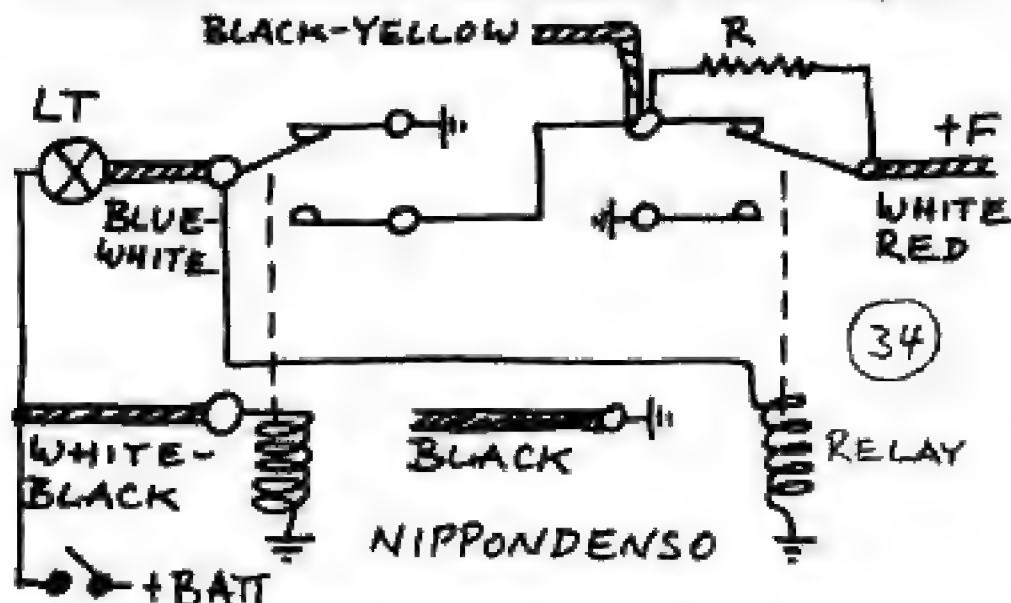 BLACK-YELLOW
R
LT
+F
BLUE-
WHITE
WHITE
RED
34
WHITE-
BLACK
BLACK
RELAY
NIPPONDENSO
+BATT